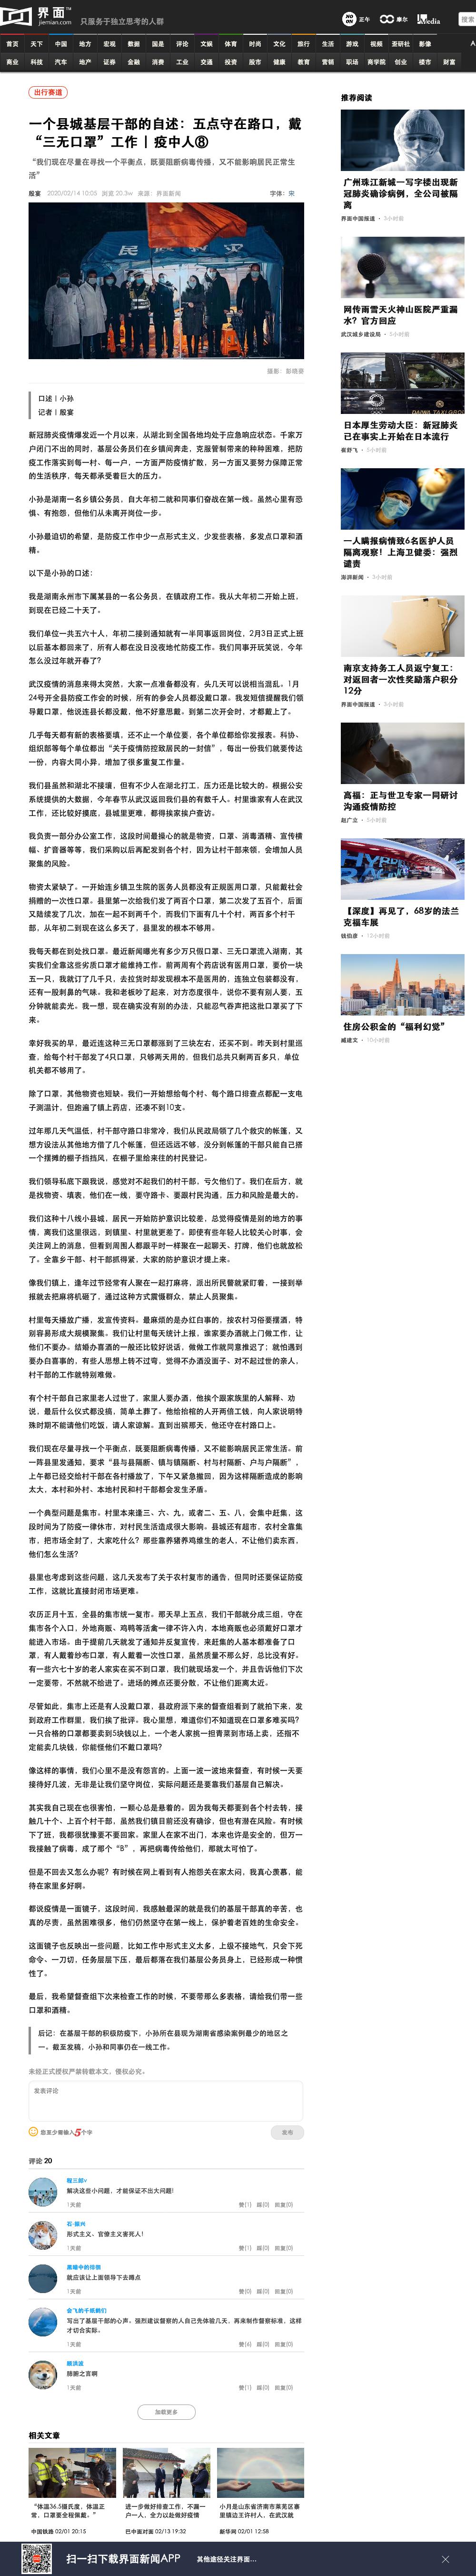 界面
jiemian.com
只服务于独立思考的人群
正午
摩尔
JMedia
搜索
首页 天下 中国 地方 宏观 数据 国是 评论 文娱 体育 时尚 文化 旅行 生活 游戏 视频 歪研社 影像
商业 科技 汽车 地产 证券 金融 消费 工业 交通 投资 股市 健康 教育 营销 职场 商学院 创业 楼市 财富
出行赛道
一个县城基层干部的自述：五点守在路口，戴
“三无口罩”工作 | 疫中人⑧
“我们现在尽量在寻找一个平衡点，既要阻断病毒传播，又不能影响居民正常生
活”
殷宴 2020/02/14 10:05 浏览 20.3w 来源：界面新闻 字体：宋
摄影：彭晓景
口述丨小孙
记者丨殷宴
新冠肺炎疫情爆发近一个月以来，从湖北到全国各地均处于应急响应状态。千家万
户闭门不出的同时，基层公务员们在乡镇间奔走，克服管制带来的种种困难，把防
疫工作落实到每一村、每一户，一方面严防疫情扩散，另一方面又要努力保障正常
的生活秩序，每天都承受着巨大的压力。
小孙是湖南一名乡镇公务员，自大年初二就和同事们奋战在第一线。虽然心里有恐
惧、有抱怨，但他们从未离开岗位一步。
小孙最迫切的希望，是防疫工作中少一点形式主义，少发些表格，多发点口罩和酒
精。
以下是小孙的口述：
我是湖南永州市下属某县的一名公务员，在镇政府工作。我从大年初二开始上班，
到现在已经二十天了。
我们单位一共五六十人，年初二接到通知就有一半同事返回岗位，2月3日正式上班
以后基本都回来了，所有人都在没日没夜地忙防疫工作。我们同事开玩笑说，今年
怎么没过年就开春了？
武汉疫情的消息来得太突然，大家一点准备都没有，头几天可以说相当混乱。1月
24号开全县防疫工作会的时候，所有的参会人员都没戴口罩。我发短信提醒我们领
导戴口罩，他说连县长都没戴，他不好意思戴。到第二次开会时，才都戴上了。
几乎每天都有新的表格要填，还不止一个单位要，各个单位都给你发报表。科协、
组织部等每个单位都出“关于疫情防控致居民的一封信”，每出一份我们就要传达
一份，内容大同小异，增加了很多重复工作量。
我们县虽然和湖北不接壤，但有不少人在湖北打工，压力还是比较大的。根据公安
系统提供的大数据，今年春节从武汉返回我们县的有数千人。村里谁家有人在武汉
工作，还比较好摸底，县城里更难，都得挨家挨户查访。
我负责一部分办公室工作，这段时间最操心的就是物资，口罩、消毒酒精、宣传横
幅、扩音器等等，我们采购以后再配发到各个村，因为让村干部来领，会增加人员
聚集的风险。
物资太紧缺了。一开始连乡镇卫生院的医务人员都没有正规医用口罩，只能戴社会
捐赠的一次性口罩。县里第一次给我们发了两百个口罩，第二次发了五百个，后面
又陆续发了几次，加在一起不到两千个，而我们下面有几十个村，两百多个村干
部，从年初二到现在这么多天了，县里发的根本不够用。
我每天都在到处找口罩。最近新闻曝光有多少万只假口罩、三无口罩流入湖南，其
实我们全靠这些劣质口罩才能维持工作。前两周有个药店说有医用口罩，要价一块
五一只，我就订了几千只，去拉货时却发现根本不是医用的，连独立包装都没有，
还有一股刺鼻的气味。我和老板吵了起来，对方态度很牛，说你不要有别人要，五
分钟就能卖光。我一想，现在确实没有别的办法，只能忍气吞声把这批口罩买了下
来。
幸好我买的早，最近连这种三无口罩都涨到了三块左右，还买不到。昨天到村里巡
查，给每个村干部发了4只口罩，只够两天用的，但我们总共只剩两百多只，单位
机关都不够用了。
除了口罩，其他物资也短缺。我们一开始想给每个村、每个路口排查点都配一支电
子测温计，但跑遍了镇上药店，还凑不到10支。
过年那几天气温低，村干部守路口非常冷，我们从民政局领了几个救灾的帐篷，又
想方设法从其他地方借了几个帐篷，但还远远不够，没分到帐篷的干部只能自己搭
一个摆摊的棚子挡挡风，在棚子里给来往的村民登记。
我们领导私底下跟我说，感觉对不起我们的村干部，亏欠他们了。我们在后方，就
是找物资、填表，他们在一线，要守路卡、要跟村民沟通，压力和风险是最大的。
我们这种十八线小县城，居民一开始防护意识比较差，总觉得疫情是别的地方的事
情，离我们这里很远，到镇里、村里就更差了。即使有些年轻人比较关心时事，会
关注网上的消息，但看到周围人都跟平时一样聚在一起聊天、打牌，他们也就放松
了。全靠乡干部、村干部抓得紧，大家的防护意识才提上来。
像我们镇上，逢年过节经常有人聚在一起打麻将，派出所民警就紧盯着，一接到举
报就去把麻将机砸了，通过这种方式震慑群众，禁止人员聚集。
村里每天播放广播，发宣传资料。最麻烦的是办红白事的，按农村习俗要摆酒，特
别容易形成大规模聚集。我们让村里每天统计上报，谁家要办酒就上门做工作，让
他们不要办。结婚办喜酒的一般还比较好说话，做做工作就同意推迟了；就怕遇到
要办白喜事的，有些人思想上转不过弯，觉得不办酒没面子、对不起过世的亲人，
村干部的工作就特别难做。
有个村干部自己家里老人过世了，家里人要办酒，他挨个跟家族里的人解释、劝
说，最后什么仪式都没搞，简单土葬了。他给抬棺的人开两倍工钱，向人家说明特
殊时期不能请他们吃饭，请人家谅解。直到出殡那天，他还守在村路口上。
我们现在尽量寻找一个平衡点，既要阻断病毒传播，又不能影响居民正常生活。前
一阵县里发通知，要求“县与县隔断、镇与镇隔断、村与村隔断、户与户隔断”，
上午都已经交给村干部在各村播放了，下午又紧急撤回，因为这样隔断造成的影响
太大，本村和外村、本地村民和村干部都会发生矛盾。
一个典型问题是集市。村里本来逢三、六、九，或者二、五、八，会集中赶集，这
段时间为了防疫一律休市，对村民生活造成很大影响。县城还有超市，农村全靠集
市，把市场全封了，大家吃什么？那些靠养猪养鸡维生的老人，不让他们卖东西，
他们怎么生活？
县里也考虑到这些问题，这几天发布了关于农村复市的通告，但同时还要保证防疫
工作，这就比直接封闭市场更难。
农历正月十四，全县的集市统一复市。那天早上五点，我们干部就分成三组，守在
集市各个入口，外地商贩、鸡鸭等活禽一律不许入内，本地商贩也必须戴好口罩才
能进入市场。由于提前几天就发了通知并反复宣传，来赶集的人基本都准备了口
罩，有人戴着纱布口罩，有人戴着一次性口罩，虽然质量不那么好，总比没有好。
有一些六七十岁的老人家实在买不到口罩，我们就现场发一个，并且告诉他们下次
一定要带，不然就不给进了。进场的摊点还要分散，不让他们距离太近。
尽管如此，集市上还是有人没戴口罩，县政府派下来的督查组看到了就拍下来，发
到政府工作群里，我们挨了批评。我心里想，难道你们不知道现在口罩多难买吗？
一只合格的口罩都要卖到5块钱以上，一个老人家挑一担青菜到市场上卖，还指不
定能卖几块钱，你能怪他们不戴口罩吗？
像这样的事情，我们心里不是没有怨言的。上面一波一波地来督查，有时候一天要
接待好几波，无非是让我们坚守岗位，实际问题还是要靠我们基层自己解决。
其实我自己现在也很害怕，一颗心总是悬着的。因为我每天都要到各个村去转，接
触几十个、上百个村干部，虽然我们镇目前还没有确诊，但也有潜在风险。有时候
下了班，我都很犹豫要不要回家。家里人在家不出门，本来也许是安全的，但万一
我接触了病毒，成了那个“B”，再把病毒传给他们，那就太可怕了。
但是不回去又怎么办呢？有时候在网上看到有人抱怨关在家太闷，我真心羡慕，能
待在家里多好啊。
都说疫情是一面镜子，这段时间，我感触最深的就是我们的基层干部真的辛苦，也
真的尽责，虽然困难很多，他们仍然坚守在第一线上，保护着老百姓的生命安全。
这面镜子也反映出一些问题，比如工作中形式主义太多，上级不接地气，只会下死
命令、一刀切，任务层层下压，最后都落在我们基层公务员身上，已经形成一种惯
性了。
最后，我希望督查组下次来检查工作的时候，不要带那么多表格，请给我们带一些
口罩和酒精。
后记：在基层干部的积极防疫下，小孙所在县现为湖南省感染案例最少的地区之
一。截至发稿，小孙和同事仍在一线工作。
未经正式授权严禁转载本文，侵权必究。
发表评论
您至少需输入5个字
发布
评论 20
程三郎v
解决这些小问题，才能保证不出大问题!
1天前 赞(1) 踩(0) 回复(0)
石-振兴
形式主义、官僚主义害死人！
1天前 赞(1) 踩(0) 回复(0)
就应该让上面领导下去蹲点
1天前 赞(0) 踩(0) 回复(0)
会飞的千纸鹤们
写出了基层干部的心声。强烈建议督察的人自己先体验几天，再来制作督察标准，这样
才切合实际。
1天前 赞(6) 踩(0) 回复(0)
顾洪波
肺腑之言啊
1天前 赞(1) 踩(0) 回复(0)
加载更多
相关文章
“体温36.5摄氏度，体温正
常，口罩要全程佩戴。”
中国铁路 02/01 20:15
进一步做好排查工作，不漏一
户一人，全力以赴做好疫情
巴中面对面 02/13 19:32
小月是山东省济南市莱芜区寨
里镇边王许村人，在武汉就
新华网 02/01 12:58
推荐阅读
广州珠江新城一写字楼出现新
冠肺炎确诊病例，全公司被隔
离
界面中国报道 · 3小时前
网传雨雪天火神山医院严重漏
水？官方回应
武汉城乡建设局 · 5小时前
日本厚生劳动大臣：新冠肺炎
已在事实上开始在日本流行
崔舒飞 · 5小时前
一人瞒报病情致6名医护人员
隔离观察！上海卫健委：强烈
谴责
澎湃新闻 · 3小时前
南京支持务工人员返宁复工：
对返回者一次性奖励落户积分
12分
界面中国报道 · 3小时前
高福：正与世卫专家一同研讨
沟通疫情防控
赵广立 · 5小时前
【深度】再见了，68岁的法兰
克福车展
钱伯彦 · 12小时前
住房公积金的“福利幻觉”
臧建文 · 10小时前
扫一扫下载界面新闻APP
其他途径关注界面…